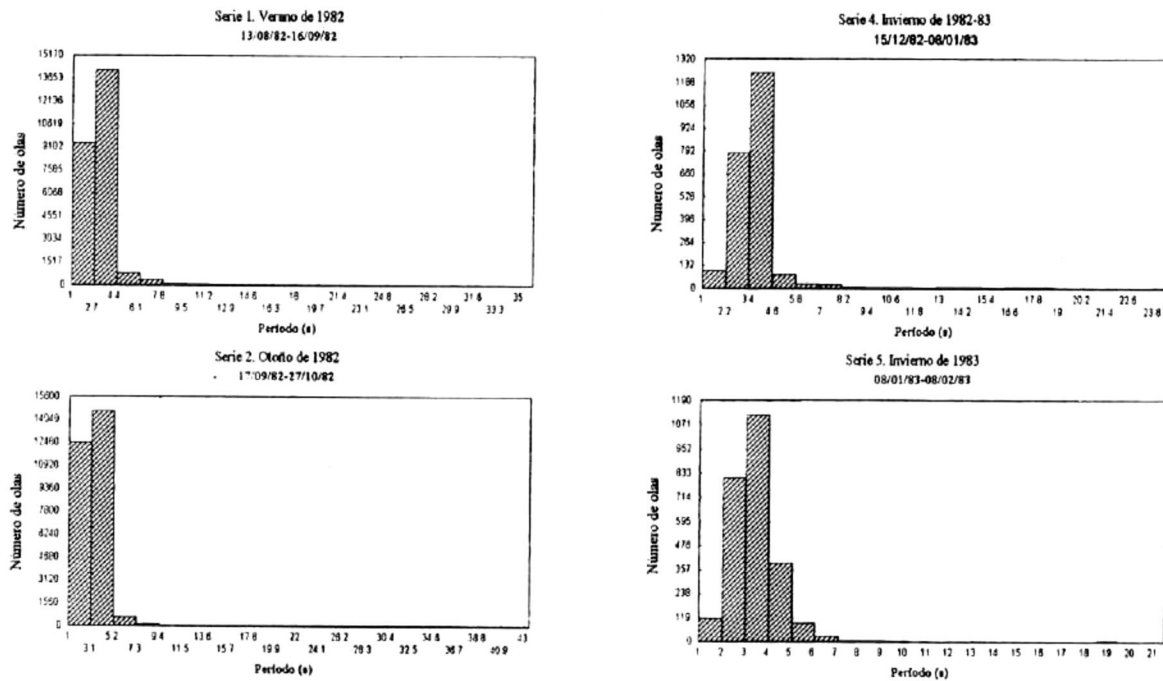 Serie 1. Verano de 1982
13/08/82-16/09/82
Número de olas
15170
13653
12136
10619
9102
7585
6068
4551
3034
1517
0
1 4.4 7.8 11.2 14.6 18 21.4 24.8 28.2 31.6 35
2.7 6.1 9.5 12.9 16.3 19.7 23.1 26.5 29.9 33.3
Período (s)
Serie 2. Otoño de 1982
17/09/82-27/10/82
Número de olas
15600
14040
12480
10920
9360
7800
6240
4680
3120
1560
0
1 5.2 9.4 13.6 17.8 22 26.2 30.4 34.6 38.8 43
3.1 7.3 11.5 15.7 19.9 24.1 28.3 32.5 36.7 40.9
Período (s)
Serie 4. Invierno de 1982-83
15/12/82-08/01/83
Número de olas
1320
1188
1056
924
792
660
528
396
264
132
0
1 3.4 5.8 8.2 10.6 13 15.4 17.8 20.2 22.6
2.2 4.6 7 9.4 11.8 14.2 16.6 19 21.4 23.8
Período (s)
Serie 5. Invierno de 1983
08/01/83-08/02/83
Número de olas
1190
1071
952
833
714
595
476
357
238
119
0
1 2 3 4 5 6 7 8 9 10 11 12 13 14 15 16 17 18 19 20 21
Período (s)